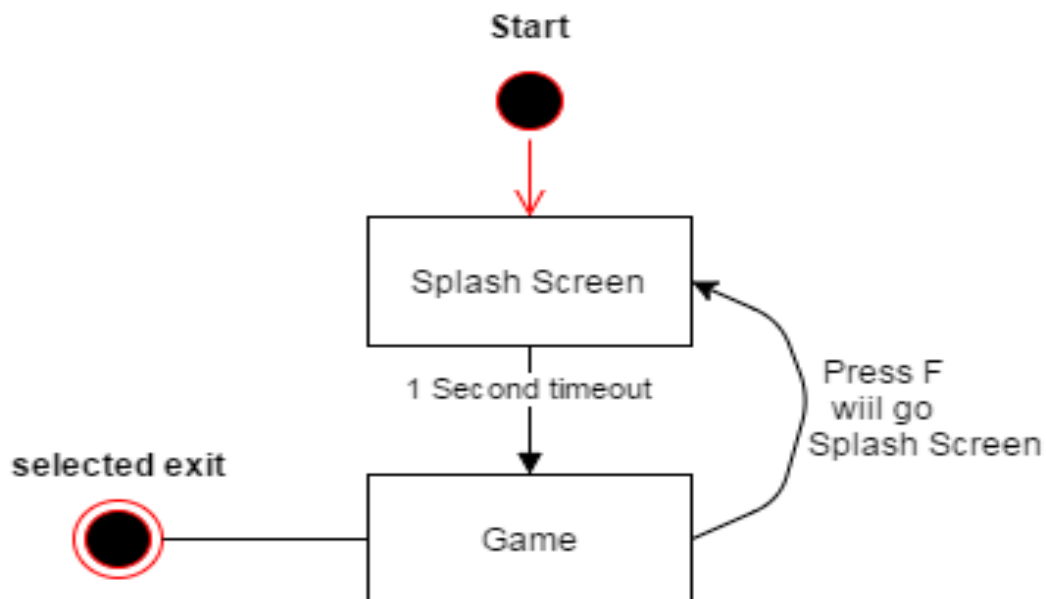 Start
Splash Screen
1 Second timeout
Press F
wiil go
Splash Screen
selected exit
Game